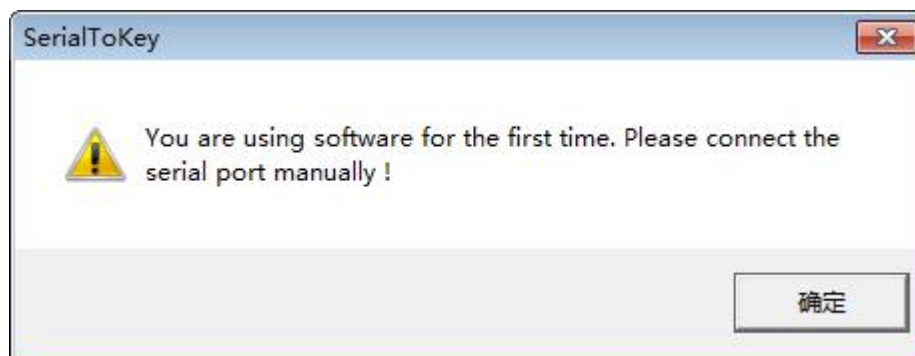 SerialToKey
You are using software for the first time. Please connect the
serial port manually !
确定